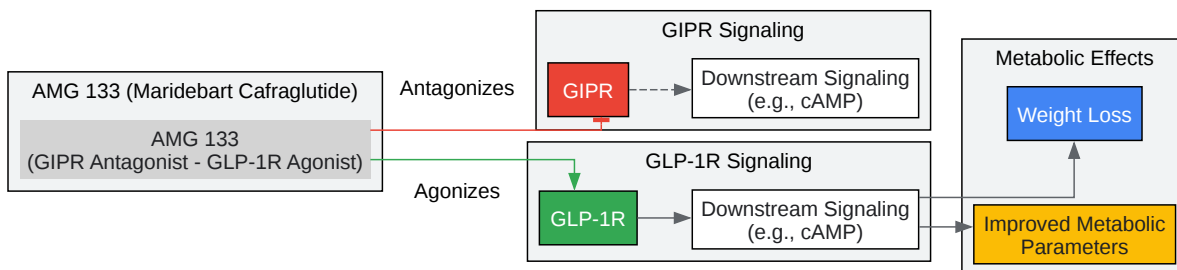 AMG 133 (Maridebart Cafraglutide)
AMG 133
(GIPR Antagonist - GLP-1R Agonist)
Antagonizes
Agonizes
GIPR Signaling
GIPR
Downstream Signaling
(e.g., cAMP)
GLP-1R Signaling
GLP-1R
Downstream Signaling
(e.g., cAMP)
Metabolic Effects
Weight Loss
Improved Metabolic
Parameters